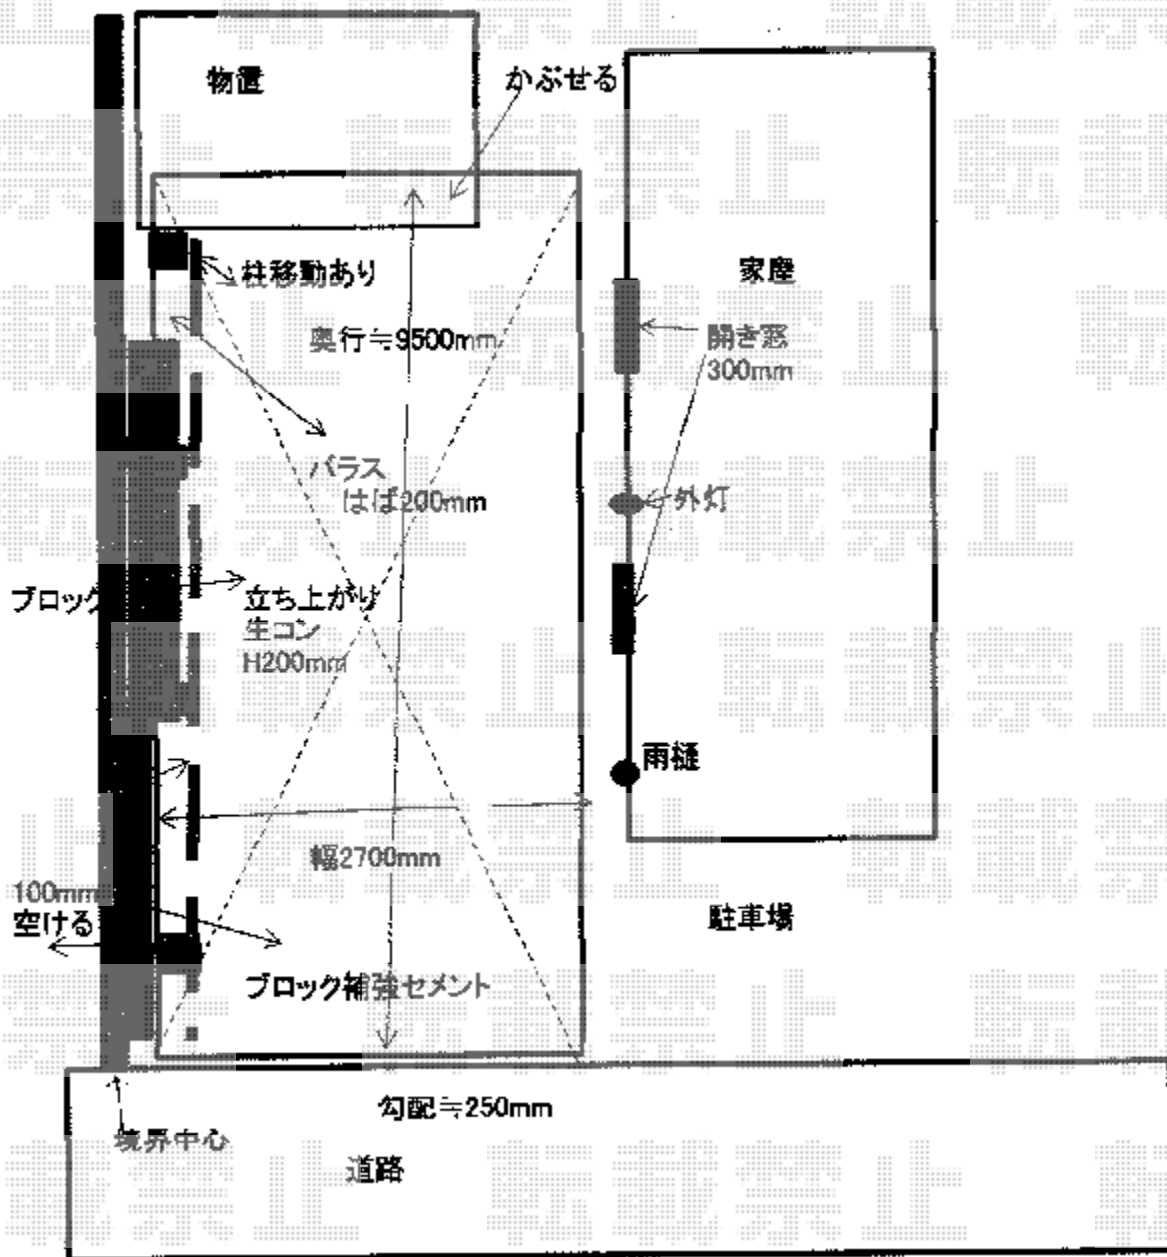 物置
かぶせる
柱移動あり
家屋
奥行≒9500mm
開き窓
300mm
バラス
はば200mm
外灯
ブロック
立ち上がり
生コン
H200mm
雨樋
幅2700mm
100mm
空ける
駐車場
ブロック補強セメント
勾配≒250mm
境界中心
道路
転載禁止